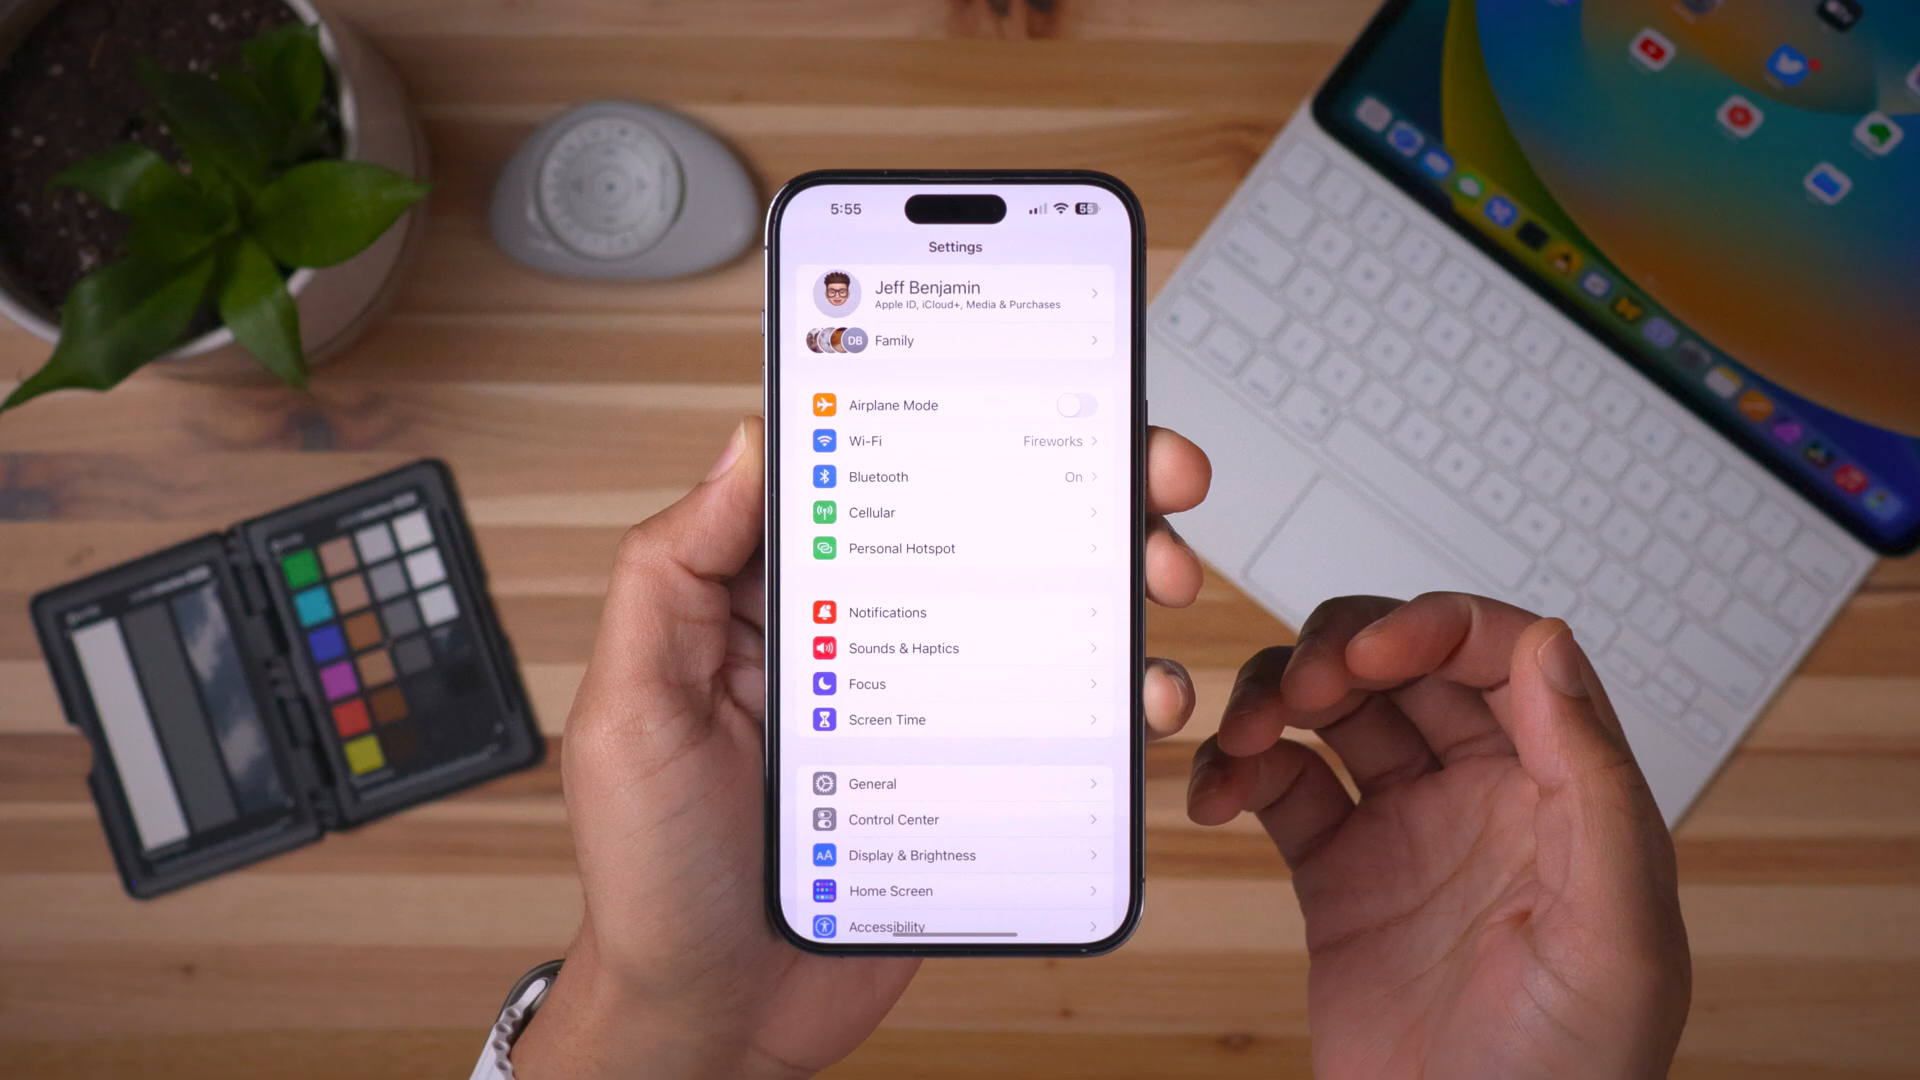 5:55
55
Settings
Jeff Benjamin
Apple ID, iCloud+, Media & Purchases
DB
Family
Airplane Mode
Wi-Fi
Fireworks
Bluetooth
On
Cellular
Personal Hotspot
Notifications
Sounds & Haptics
Focus
Screen Time
General
Control Center
AA
Display & Brightness
Home Screen
Accessibility